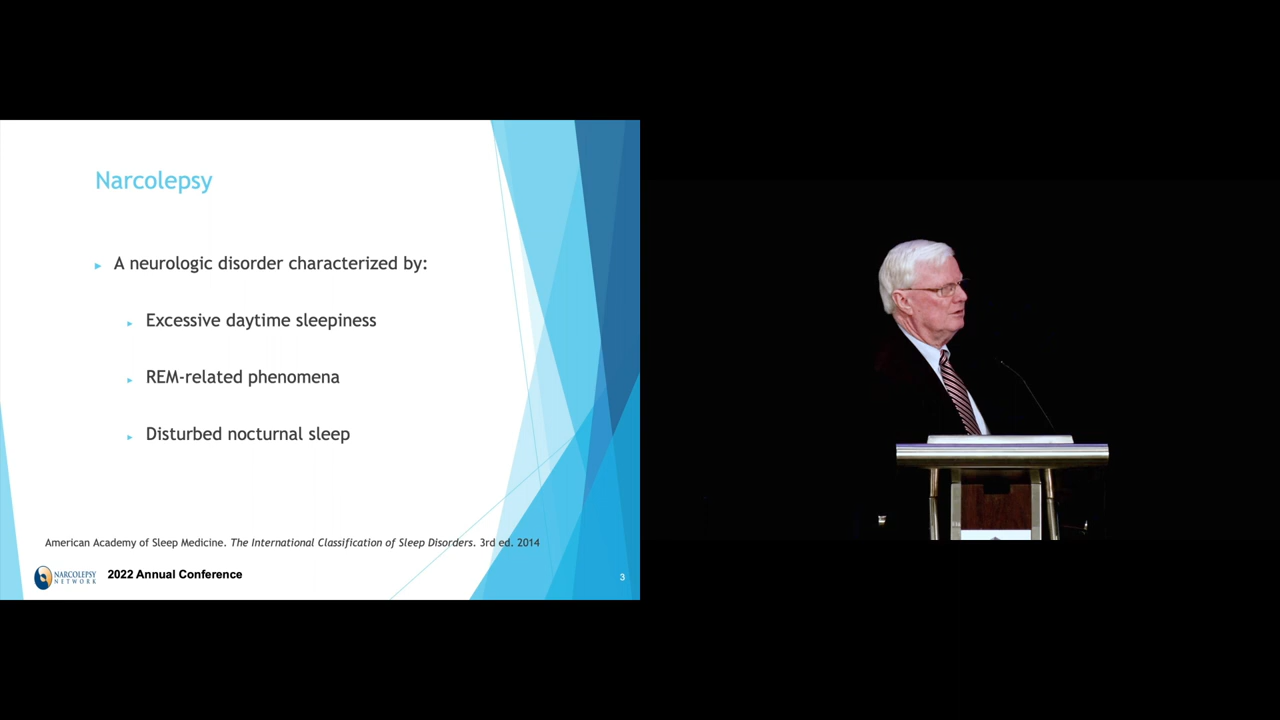 Narcolepsy
A neurologic disorder characterized by:
Excessive daytime sleepiness
REM-related phenomena
Disturbed nocturnal sleep
American Academy of Sleep Medicine. The International Classification of Sleep Disorders. 3rd ed. 2014
NARCOLEPSY
NETWORK
2022 Annual Conference
3